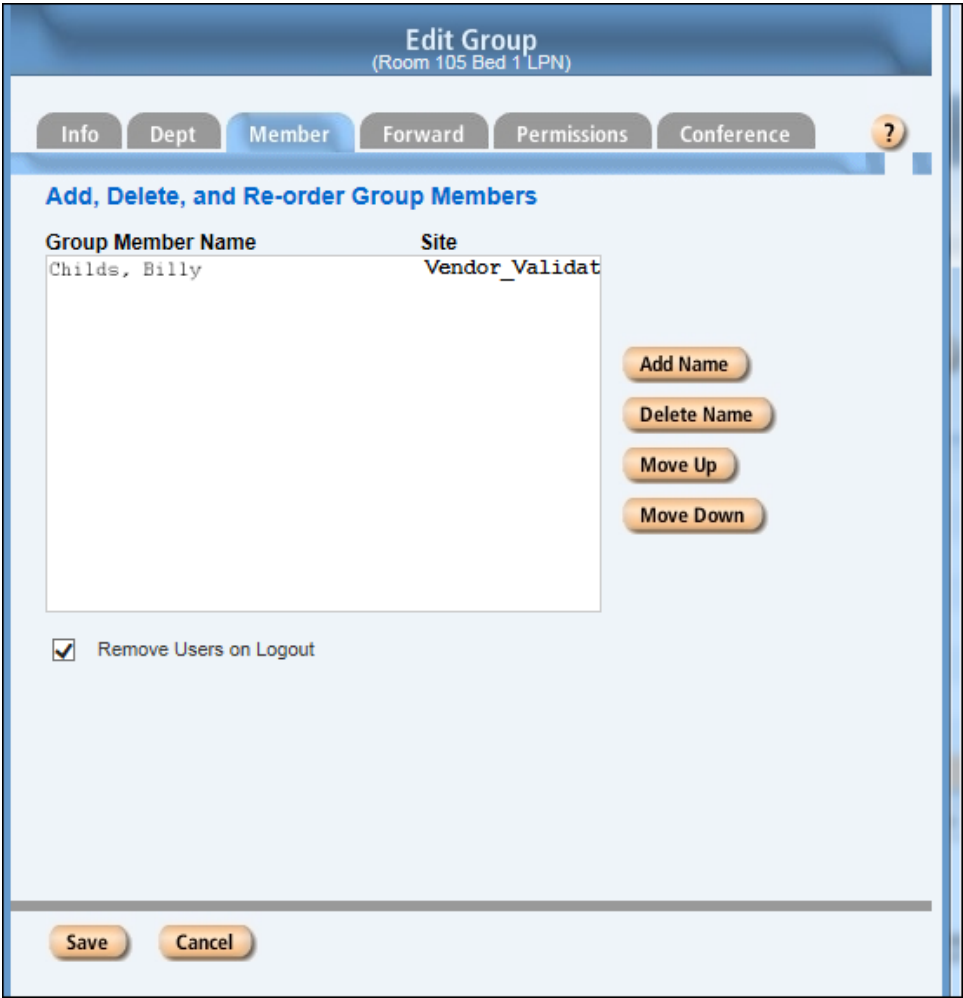 Edit Group
(Room 105 Bed 1 LPN)
Info Dept Member Forward Permissions Conference ?
Add, Delete, and Re-order Group Members
Group Member Name Site
Childs, Billy Vendor_Validat
Add Name
Delete Name
Move Up
Move Down
Remove Users on Logout
Save Cancel